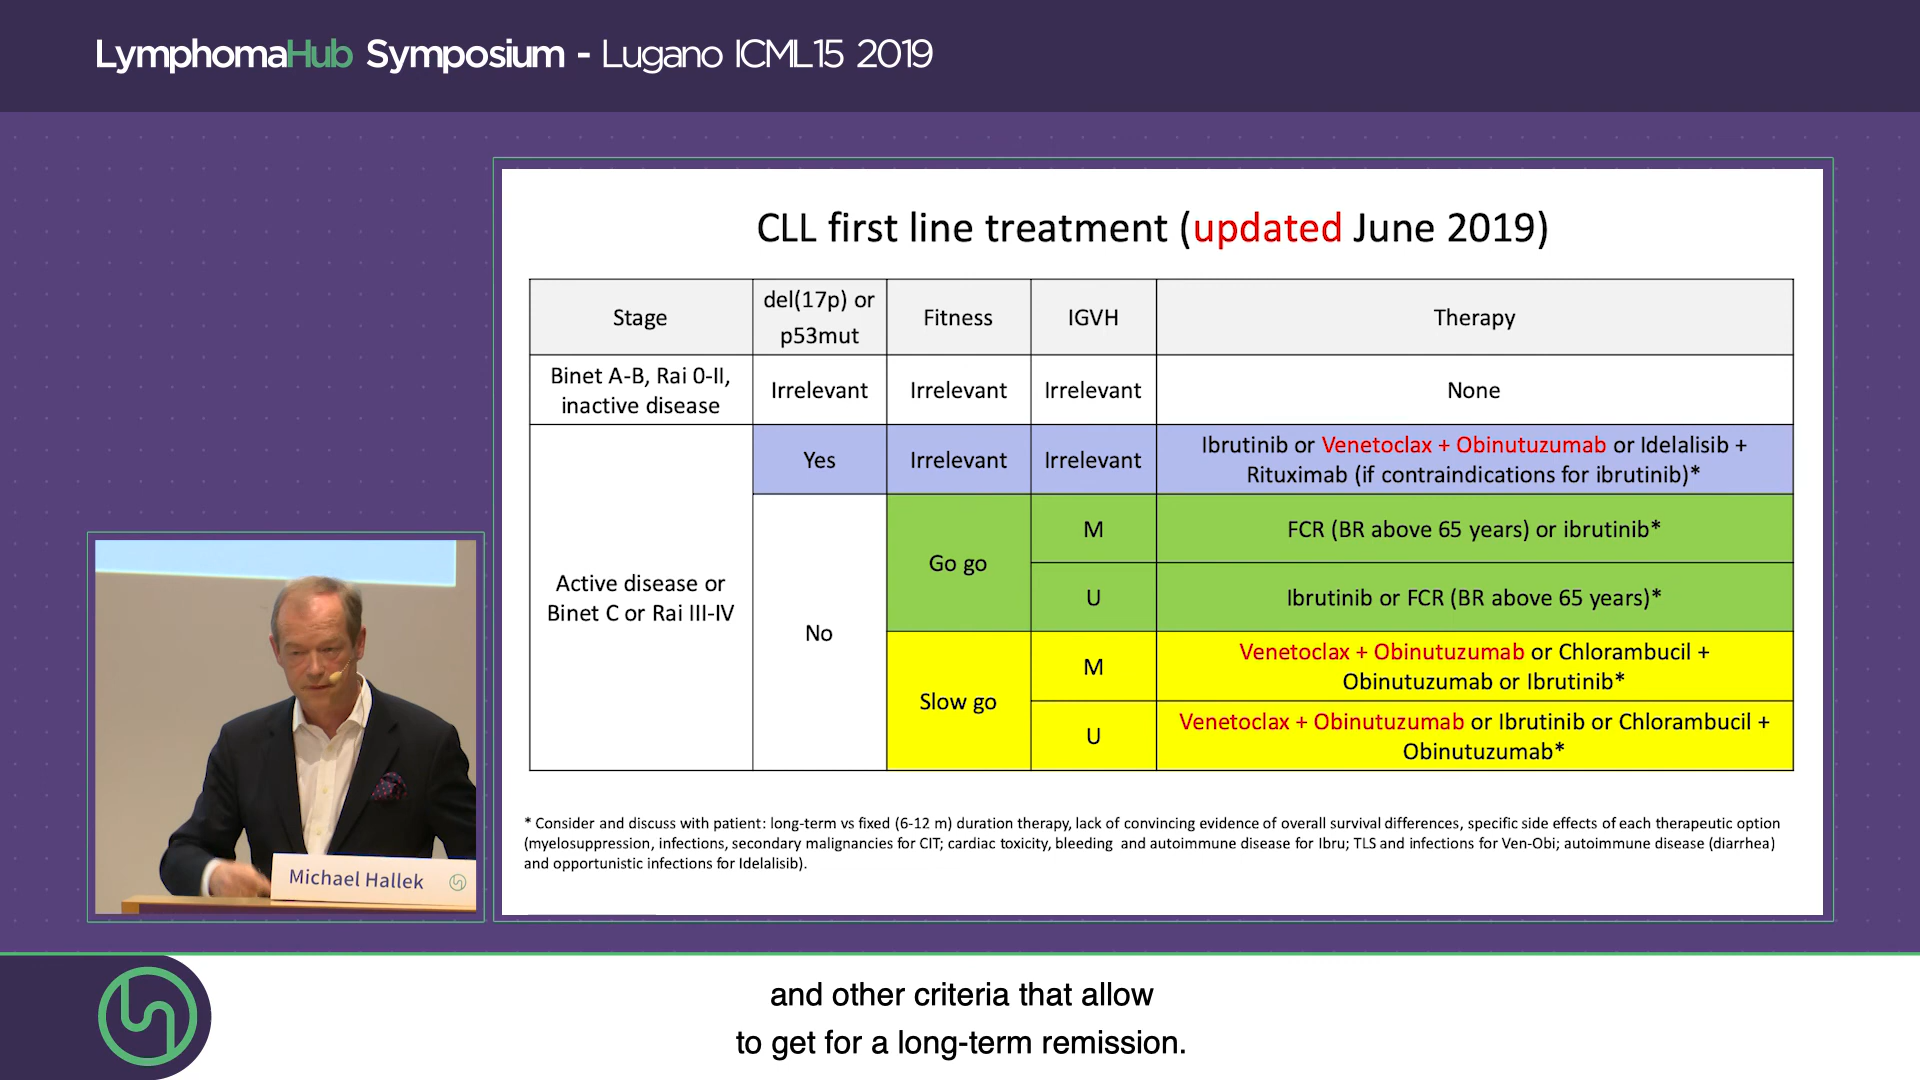 LymphomaHub Symposium - Lugano ICML15 2019
CLL first line treatment (updated June 2019)
Stage
del(17p) or
p53mut
Fitness
IGVH
Therapy
Binet A-B, Rai 0-II,
inactive disease
Irrelevant
Irrelevant
Irrelevant
None
Active disease or
Binet C or Rai III-IV
Yes
Irrelevant
Irrelevant
Ibrutinib or Venetoclax + Obinutuzumab or Idelalisib +
Rituximab (if contraindications for ibrutinib)*
No
Go go
M
FCR (BR above 65 years) or ibrutinib*
U
Ibrutinib or FCR (BR above 65 years)*
Slow go
M
Venetoclax + Obinutuzumab or Chlorambucil +
Obinutuzumab or Ibrutinib*
U
Venetoclax + Obinutuzumab or Ibrutinib or Chlorambucil +
Obinutuzumab*
* Consider and discuss with patient: long-term vs fixed (6-12 m) duration therapy, lack of convincing evidence of overall survival differences, specific side effects of each therapeutic option
(myelosuppression, infections, secondary malignancies for CIT; cardiac toxicity, bleeding and autoimmune disease for Ibru; TLS and infections for Ven-Obi; autoimmune disease (diarrhea)
and opportunistic infections for Idelalisib).
Michael Hallek
and other criteria that allow
to get for a long-term remission.